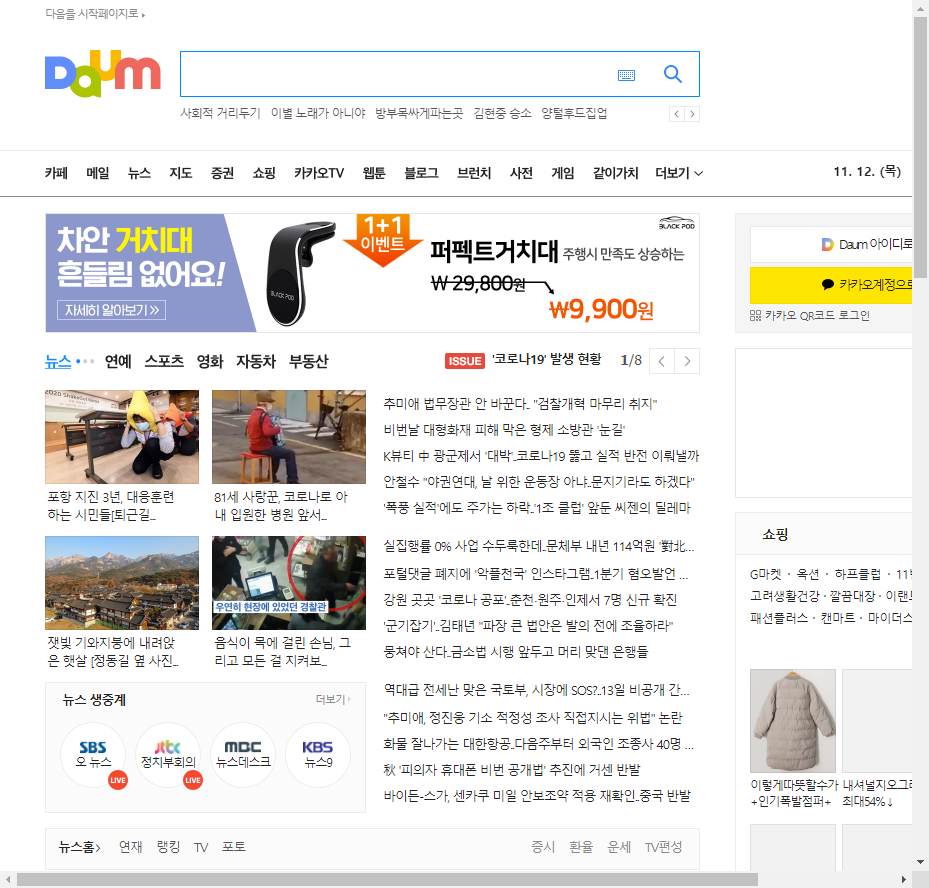 다음을 시작페이지로
Daum
사회적 거리두기 이별 노래가 아니야 방부목싸게파는곳 김현중 승소 양털후드집업
카페 메일 뉴스 지도 증권 쇼핑 카카오TV 웹툰 블로그 브런치 사전 게임 같이가치 더보기
11. 12. (목)
차안 거치대
흔들림 없어요!
자세히 알아보기 >>
BLACK POD
1+1
이벤트
퍼펙트거치대 주행시 만족도 상승하는
₩ 29,800원
₩9,900원
BLACK POD
Daum 아이디로
카카오계정으로
카카오 QR코드 로그인
뉴스 연예 스포츠 영화 자동차 부동산
ISSUE '코로나19' 발생 현황 1/8
2020 ShakeOut Korea
포항 지진 3년, 대응훈련
하는 시민들[퇴근길...
81세 사랑꾼, 코로나로 아
내 입원한 병원 앞서...
잿빛 기와지붕에 내려앉
은 햇살 [정동길 옆 사진...
우연히 현장에 있었던 경찰관
음식이 목에 걸린 손님, 그
리고 모든 걸 지켜보...
추미애 법무장관 안 바꾼다.. "검찰개혁 마무리 취지"
비번날 대형화재 피해 막은 형제 소방관 '눈길'
K뷰티 中 광군제서 '대박'..코로나19 뚫고 실적 반전 이뤄낼까
안철수 "야권연대, 날 위한 운동장 아냐..문지기라도 하겠다"
'폭풍 실적'에도 주가는 하락..'1조 클럽' 앞둔 씨젠의 딜레마
실집행률 0% 사업 수두룩한데..문체부 내년 114억원 '對北...
포털댓글 폐지에 '악플천국' 인스타그램..1분기 혐오발언 ...
강원 곳곳 '코로나 공포'..춘천·원주·인제서 7명 신규 확진
'군기잡기'..김태년 "파장 큰 법안은 발의 전에 조율하라"
뭉쳐야 산다..금소법 시행 앞두고 머리 맞댄 은행들
역대급 전세난 맞은 국토부, 시장에 SOS?..13일 비공개 간...
"추미애, 정진웅 기소 적정성 조사 직접지시는 위법" 논란
화물 잘나가는 대한항공..다음주부터 외국인 조종사 40명 ...
秋 '피의자 휴대폰 비번 공개법' 추진에 거센 반발
바이든-스가, 센카쿠 미일 안보조약 적용 재확인..중국 반발
뉴스 생중계 더보기
SBS
오 뉴스
LIVE
jtbc
정치부회의
LIVE
MBC
뉴스데스크
KBS
뉴스9
뉴스홈 연재 랭킹 TV 포토
증시 환율 운세 TV편성
쇼핑
G마켓 · 옥션 · 하프클럽 · 11
고려생활건강 · 깔끔대장 · 이랜
패션플러스 · 캔마트 · 마이더스
이렇게따뜻할수가
+인기폭발점퍼+
내셔널지오그래
최대54%↓